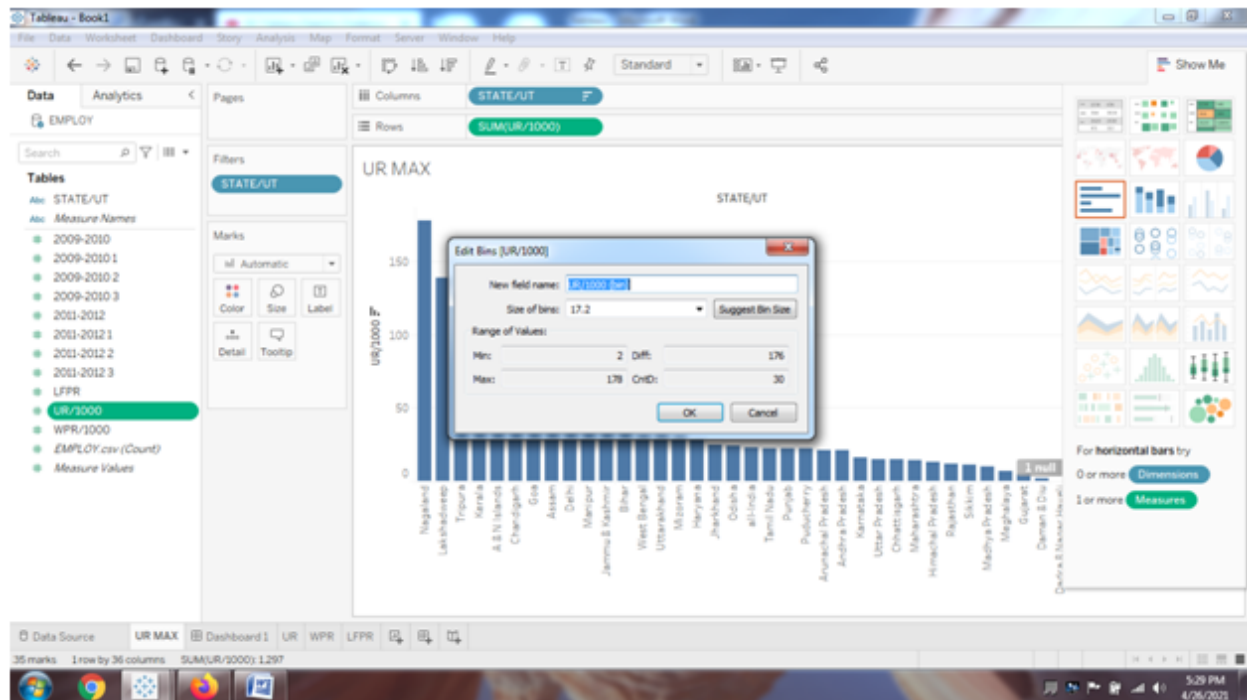 Tableau - Book1
File Data Worksheet Dashboard Story Analysis Map Format Server Window Help
Standard
Show Me
Data Analytics
Pages
Columns STATE/UT
EMPLOY
Rows SUM(UR/1000)
Search
Filters
STATE/UT
UR MAX
Tables
Abc STATE/UT
Abc Measure Names
STATE/UT
2009-2010
2009-2010 1
2009-2010 2
2009-2010 3
2011-2012
2011-2012 1
2011-2012 2
2011-2012 3
LFPR
UR/1000
WPR/1000
EMPLOY.csv (Count)
Measure Values
Marks
Automatic
Color Size Label
Detail Tooltip
UR/1000
150
100
50
0
Edit Bins [UR/1000]
New field name: UR/1000 (bin)
Size of bins: 17.2 Suggest Bin Size
Range of Values:
Min: 2 Diff: 176
Max: 178 CntD: 30
OK Cancel
1 null
Nagaland
Lakshadweep
Tripura
Kerala
A & N Islands
Chandigarh
Goa
Assam
Delhi
Manipur
Jammu & Kashmir
Bihar
West Bengal
Uttarakhand
Mizoram
Haryana
Jharkhand
Odisha
all-India
Tamil Nadu
Punjab
Puducherry
Arunachal Pradesh
Andhra Pradesh
Karnataka
Uttar Pradesh
Chhattisgarh
Maharashtra
Himachal Pradesh
Rajasthan
Sikkim
Madhya Pradesh
Meghalaya
Gujarat
Daman & Diu
Dadra & Nagar Haveli
For horizontal bars try
0 or more Dimensions
1 or more Measures
Data Source UR MAX Dashboard 1 UR WPR LFPR
35 marks 1 row by 36 columns SUM(UR/1000): 1,297
5:29 PM
4/26/2021